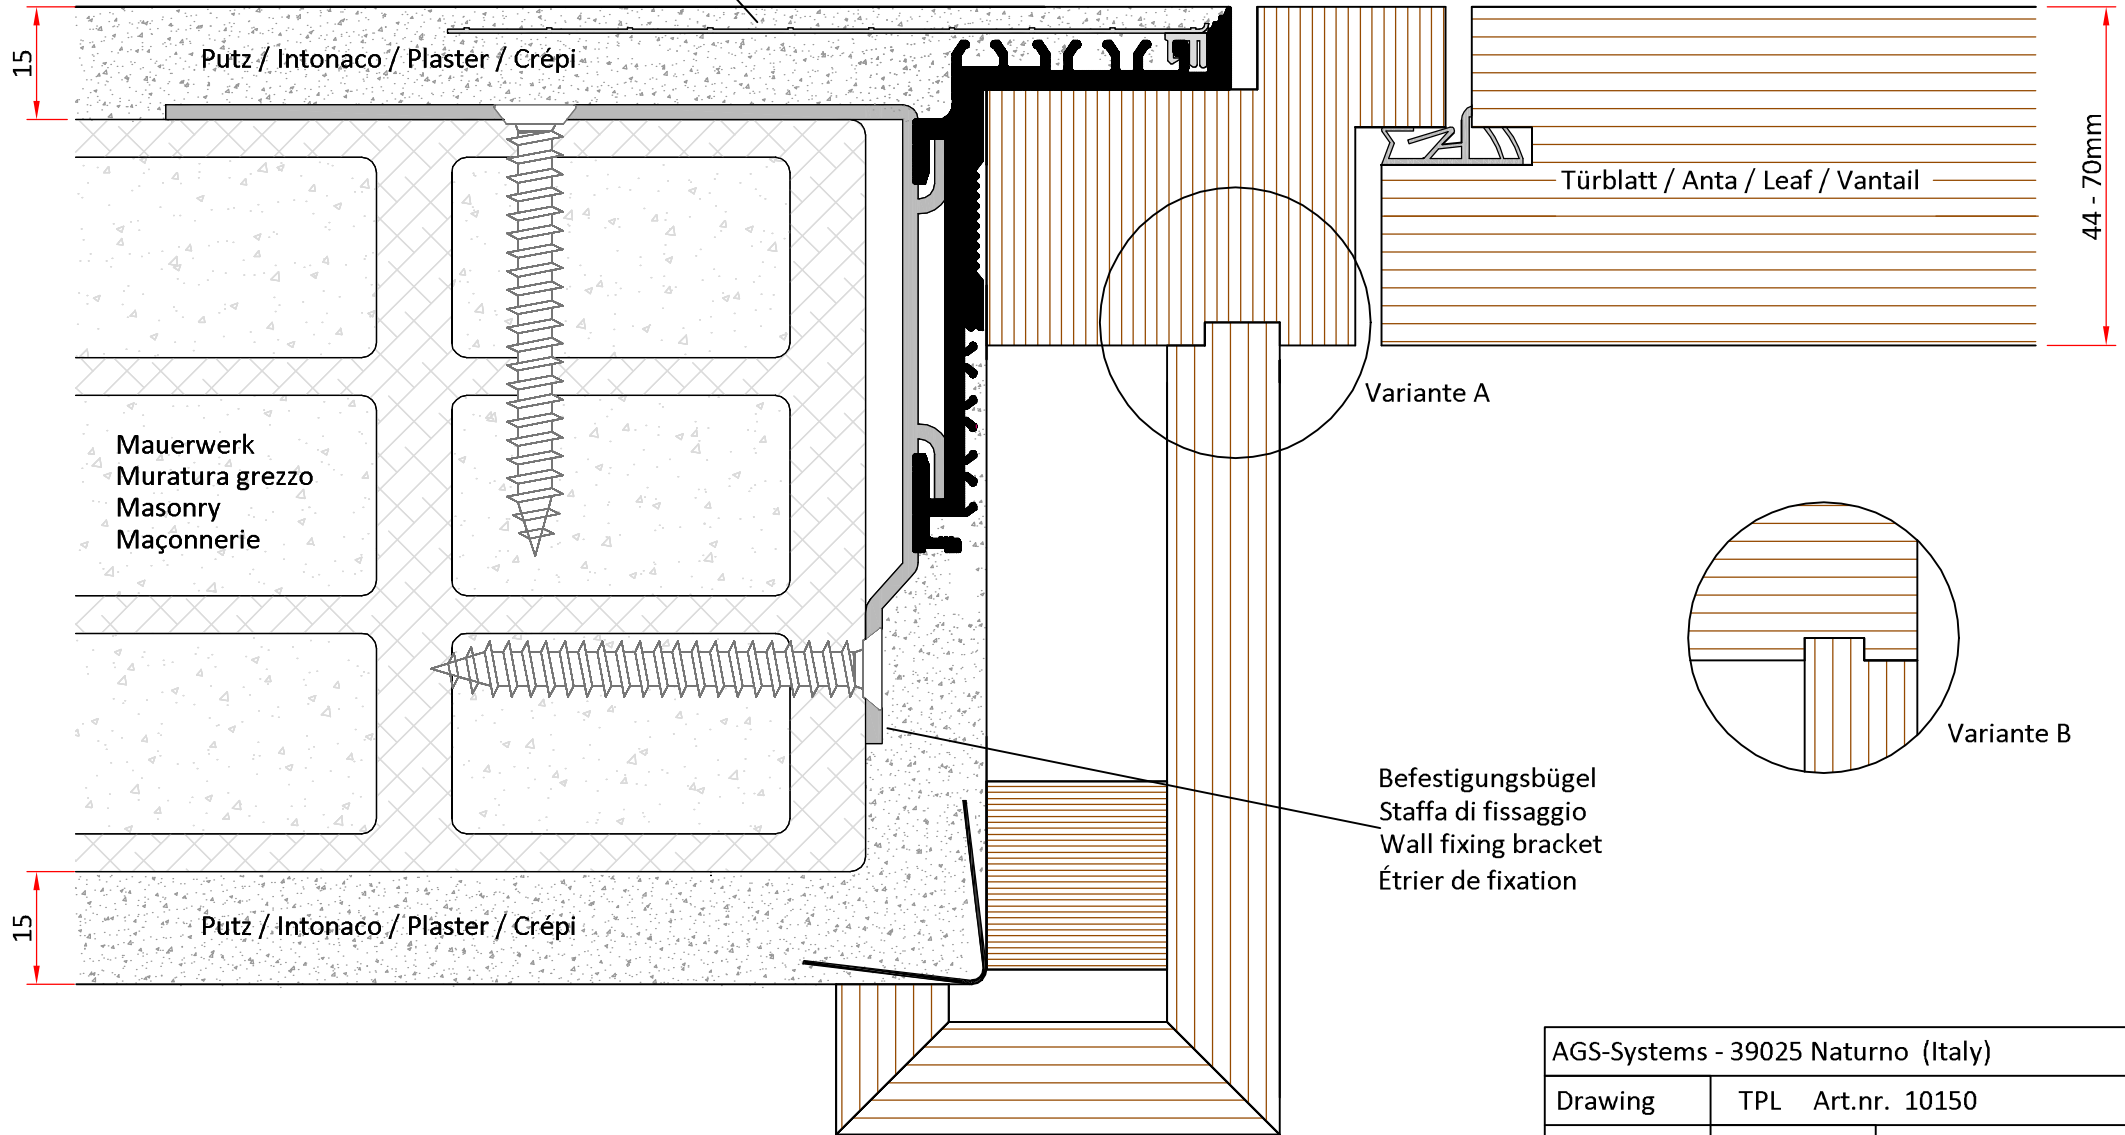 15
Putz / Intonaco / Plaster / Crépi
Türblatt / Anta / Leaf / Vantail
44 - 70mm
Variante A
Mauerwerk
Muratura grezzo
Masonry
Maçonnerie
Variante B
Befestigungsbügel
Staffa di fissaggio
Wall fixing bracket
Étrier de fixation
15
Putz / Intonaco / Plaster / Crépi
AGS-Systems - 39025 Naturno (Italy)
Drawing TPL Art.nr. 10150